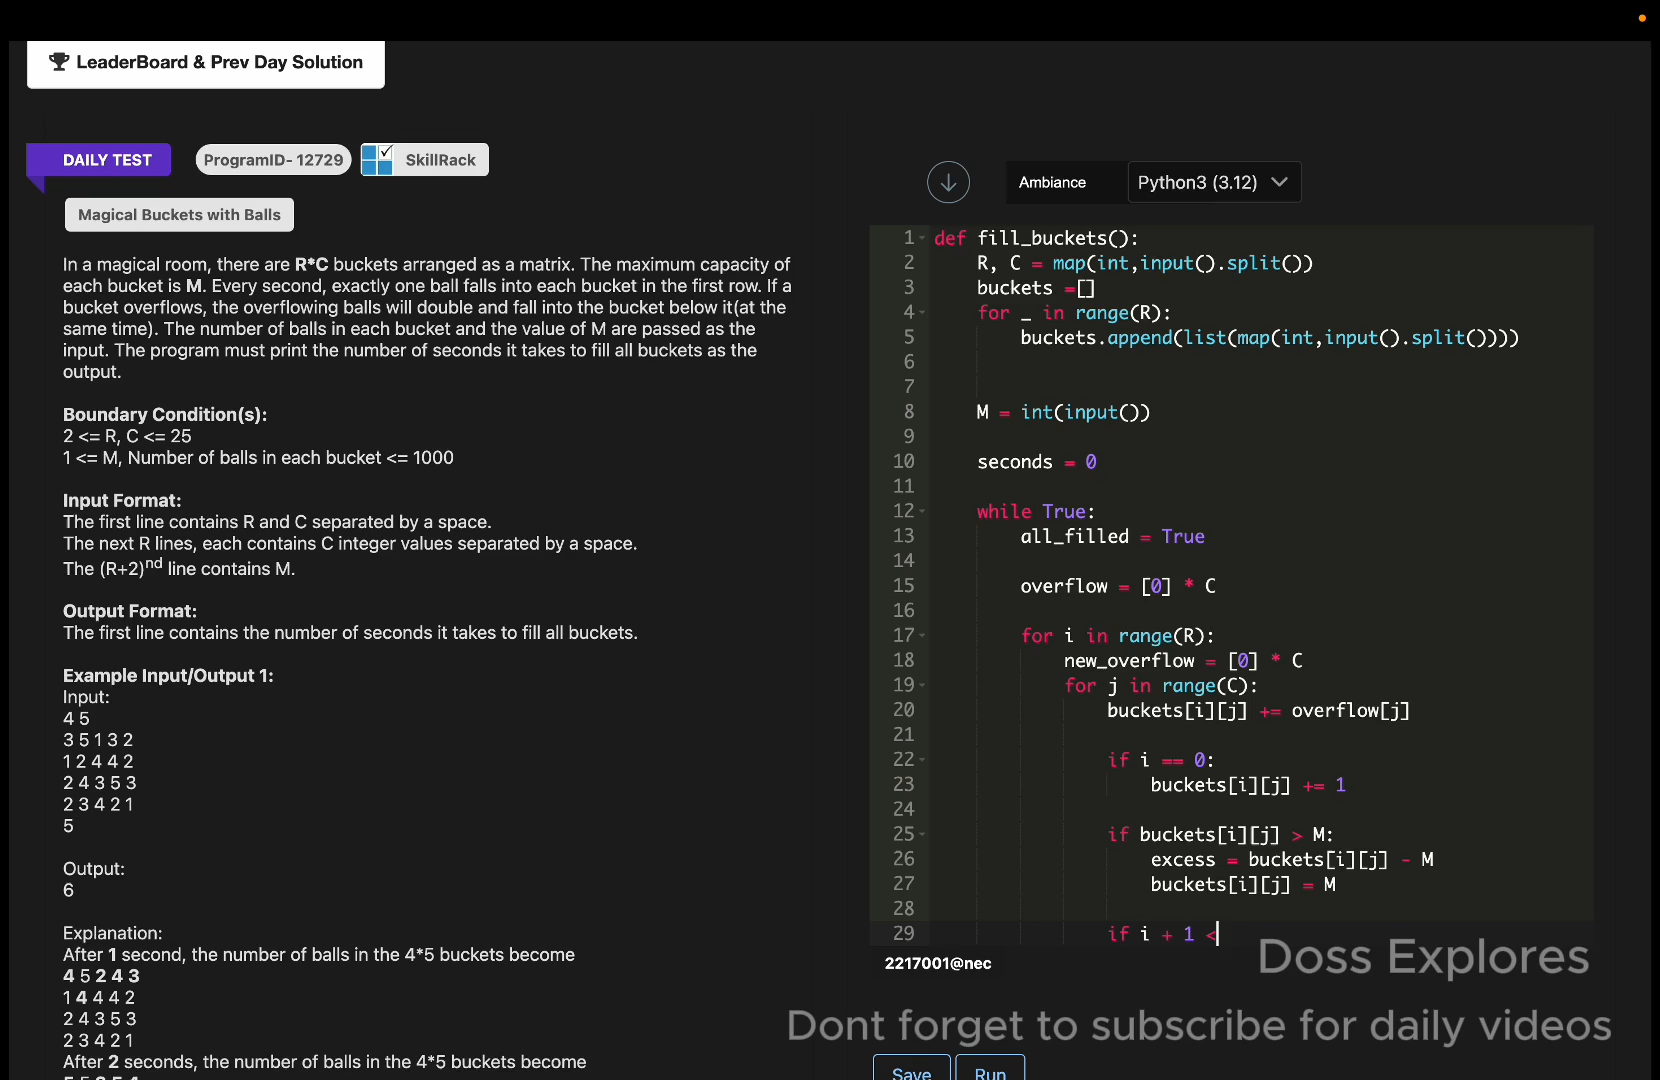 LeaderBoard & Prev Day Solution
DAILY TEST
ProgramID- 12729
SkillRack
Magical Buckets with Balls
In a magical room, there are R*C buckets arranged as a matrix. The maximum capacity of
each bucket is M. Every second, exactly one ball falls into each bucket in the first row. If a
bucket overflows, the overflowing balls will double and fall into the bucket below it(at the
same time). The number of balls in each bucket and the value of M are passed as the
input. The program must print the number of seconds it takes to fill all buckets as the
output.
Boundary Condition(s):
2 <= R, C <= 25
1 <= M, Number of balls in each bucket <= 1000
Input Format:
The first line contains R and C separated by a space.
The next R lines, each contains C integer values separated by a space.
The (R+2)nd line contains M.
Output Format:
The first line contains the number of seconds it takes to fill all buckets.
Example Input/Output 1:
Input:
4 5
3 5 1 3 2
1 2 4 4 2
2 4 3 5 3
2 3 4 2 1
5
Output:
6
Explanation:
After 1 second, the number of balls in the 4*5 buckets become
4 5 2 4 3
1 4 4 4 2
2 4 3 5 3
2 3 4 2 1
After 2 seconds, the number of balls in the 4*5 buckets become
Ambiance
Python3 (3.12)
1 def fill_buckets():
2 R, C = map(int,input().split())
3 buckets =[]
4 for _ in range(R):
5 buckets.append(list(map(int,input().split())))
6
7
8 M = int(input())
9
10 seconds = 0
11
12 while True:
13 all_filled = True
14
15 overflow = [0] * C
16
17 for i in range(R):
18 new_overflow = [0] * C
19 for j in range(C):
20 buckets[i][j] += overflow[j]
21
22 if i == 0:
23 buckets[i][j] += 1
24
25 if buckets[i][j] > M:
26 excess = buckets[i][j] - M
27 buckets[i][j] = M
28
29 if i + 1 <
2217001@nec
Doss Explores
Dont forget to subscribe for daily videos
Save
Run